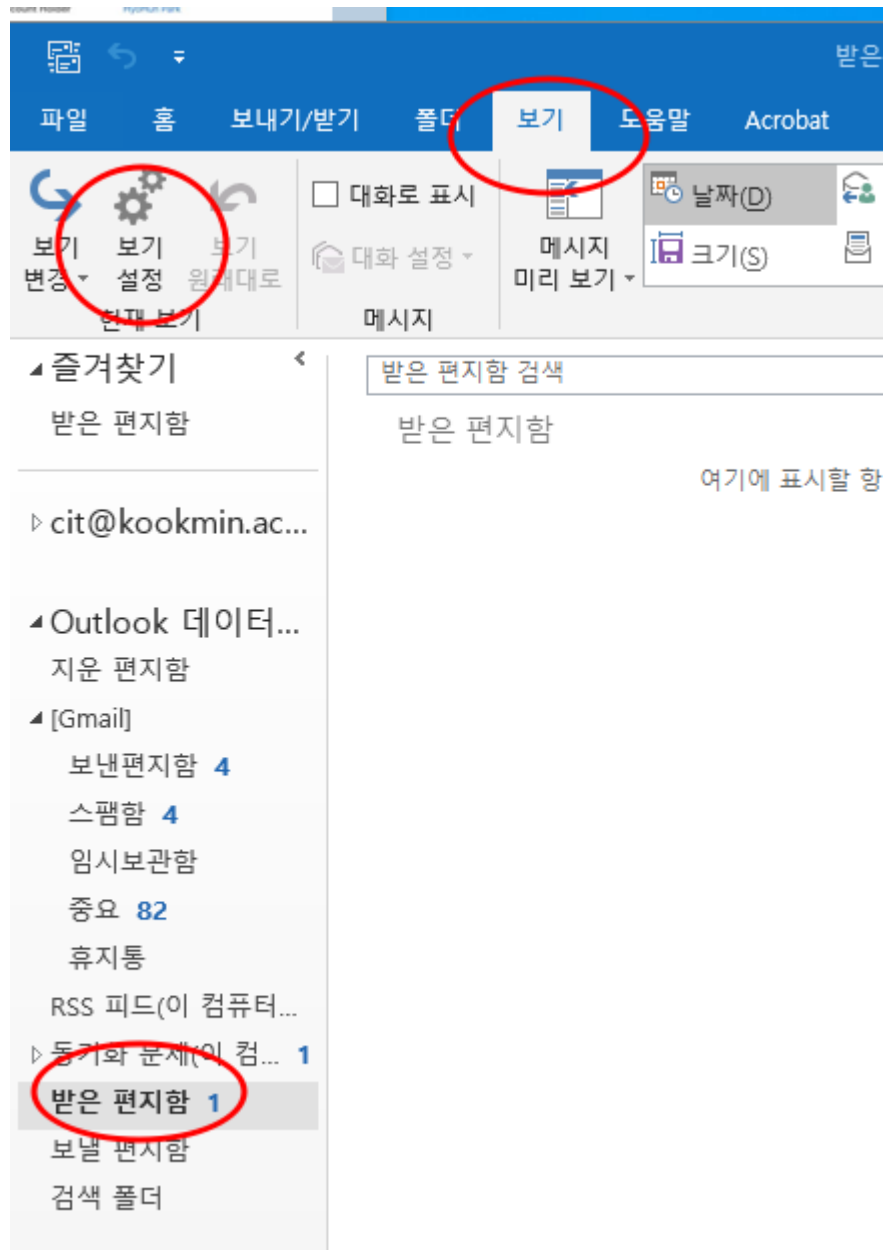 count Holder
받은
파일 홈 보내기/받기 폴더 보기 도움말 Acrobat
보기 변경
보기 설정
보기 원래대로
현재 보기
대화로 표시
대화 설정
메시지
메시지 미리 보기
날짜(D)
크기(S)
즐겨찾기
받은 편지함
cit@kookmin.ac...
Outlook 데이터...
지운 편지함
[Gmail]
보낸편지함 4
스팸함 4
임시보관함
중요 82
휴지통
RSS 피드(이 컴퓨터...
동기화 문제(이 컴... 1
받은 편지함 1
보낼 편지함
검색 폴더
받은 편지함 검색
받은 편지함
여기에 표시할 항